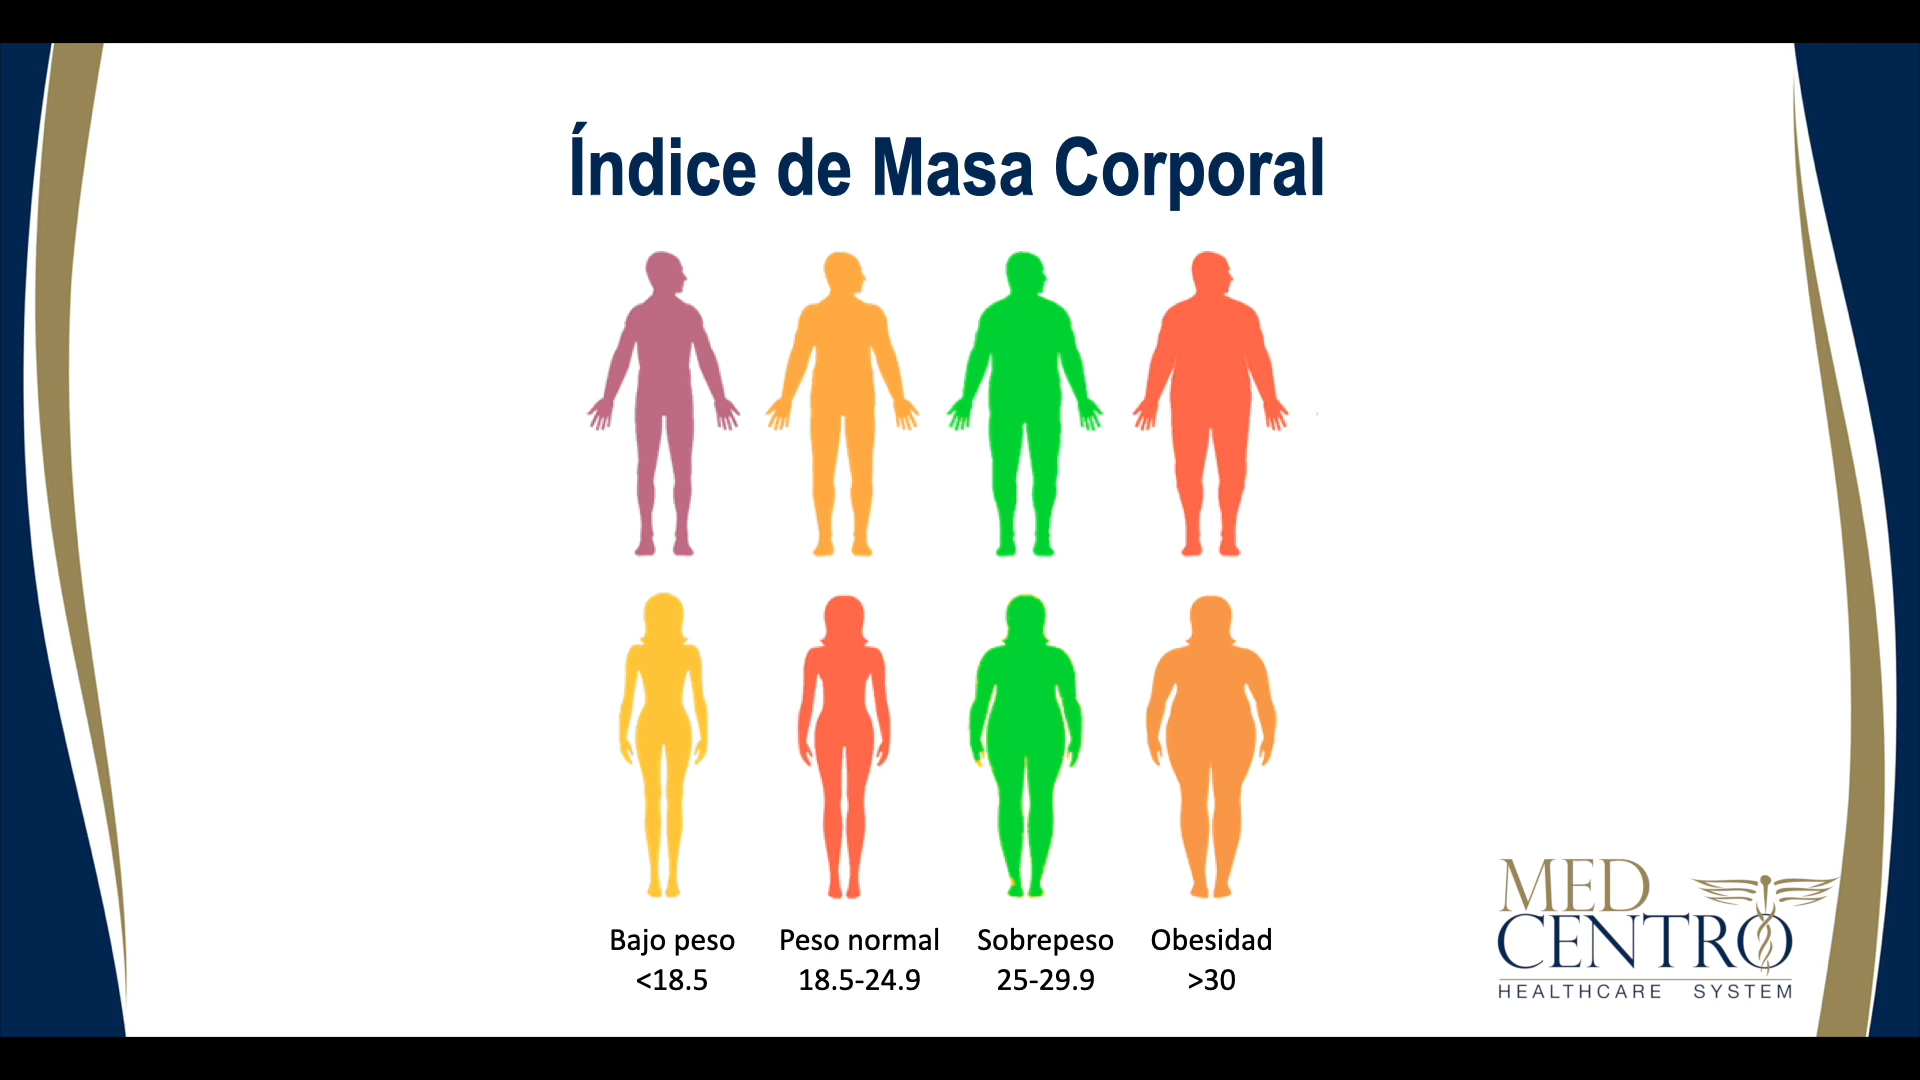 Índice de Masa Corporal
Bajo peso Peso normal Sobrepeso Obesidad
<18.5 18.5-24.9 25-29.9 >30
MED
CENTRO
HEALTHCARE SYSTEM